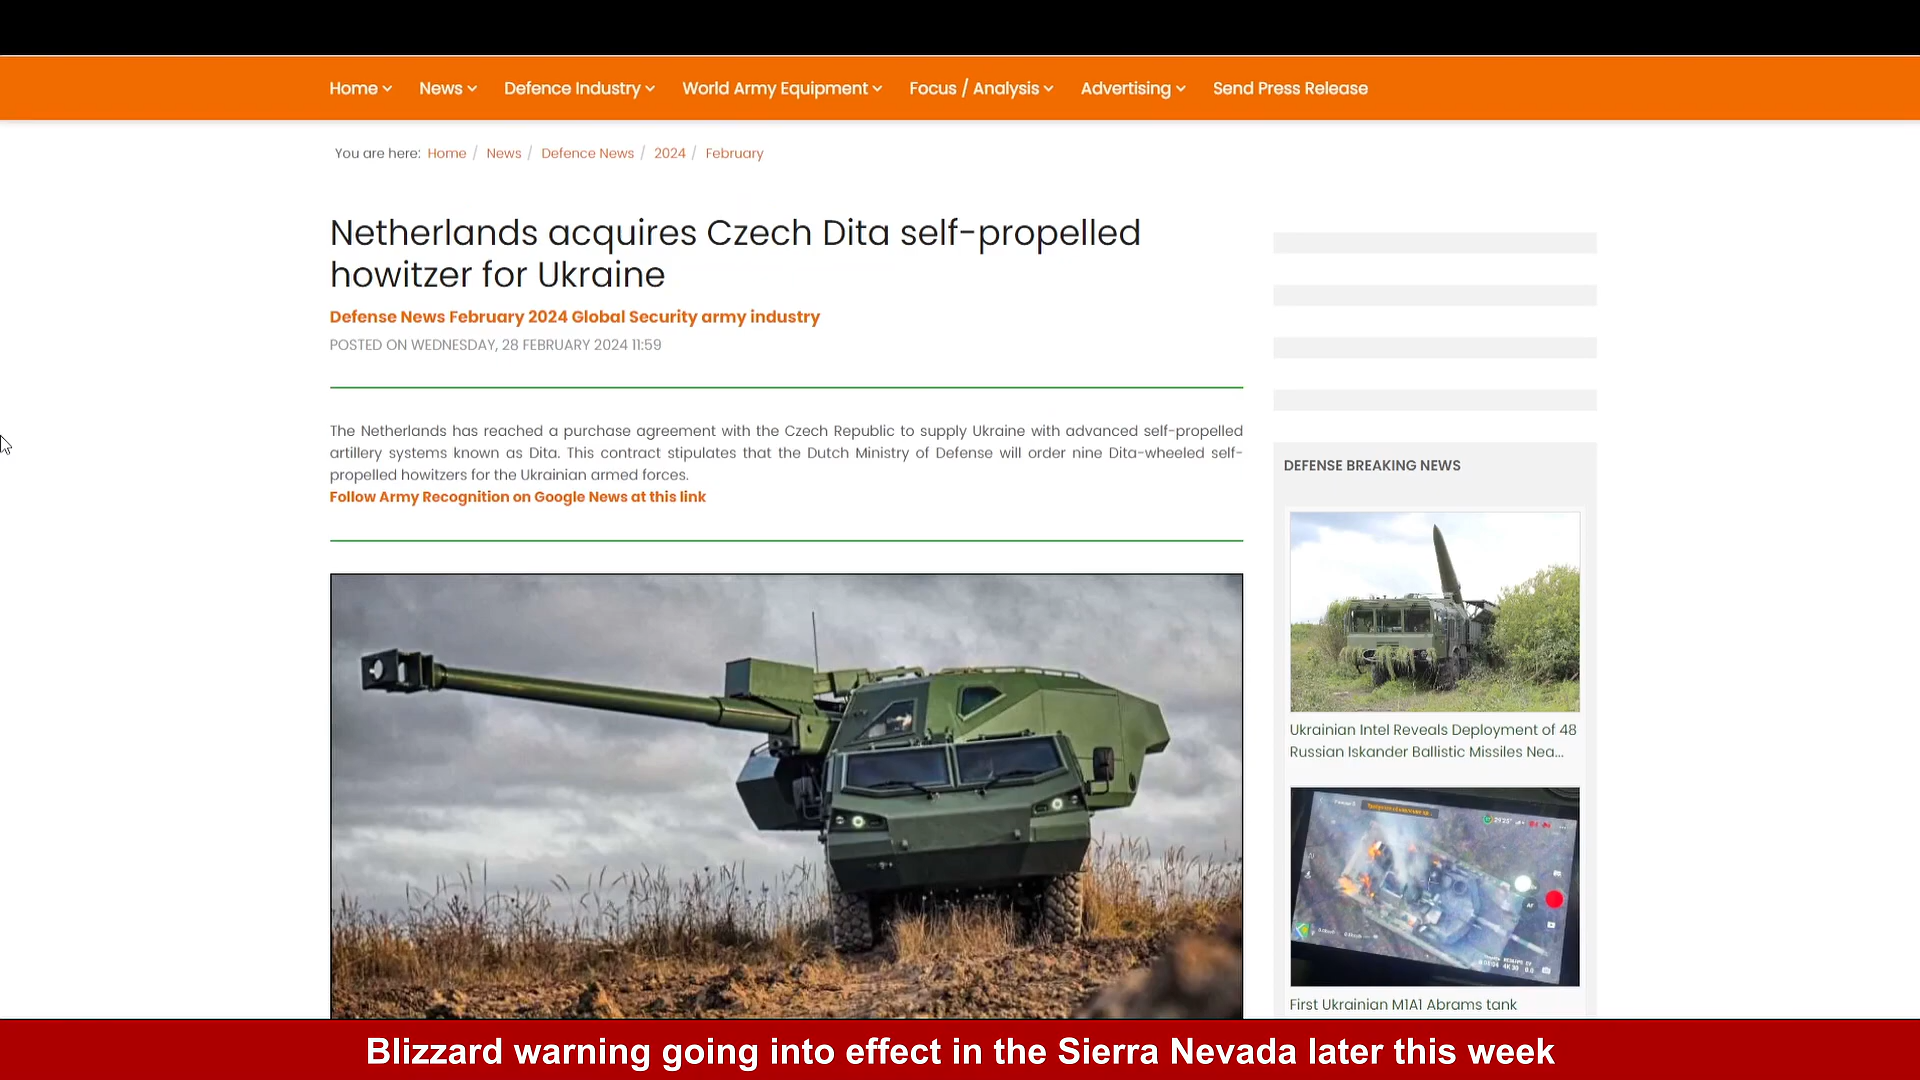 Home News Defence Industry World Army Equipment Focus / Analysis Advertising Send Press Release
You are here: Home / News / Defence News / 2024 / February
Netherlands acquires Czech Dita self-propelled
howitzer for Ukraine
Defense News February 2024 Global Security army industry
POSTED ON WEDNESDAY, 28 FEBRUARY 2024 11:59
The Netherlands has reached a purchase agreement with the Czech Republic to supply Ukraine with advanced self-propelled
artillery systems known as Dita. This contract stipulates that the Dutch Ministry of Defense will order nine Dita-wheeled self-
propelled howitzers for the Ukrainian armed forces.
Follow Army Recognition on Google News at this link
DEFENSE BREAKING NEWS
Ukrainian Intel Reveals Deployment of 48
Russian Iskander Ballistic Missiles Nea...
First Ukrainian M1A1 Abrams tank
Blizzard warning going into effect in the Sierra Nevada later this week